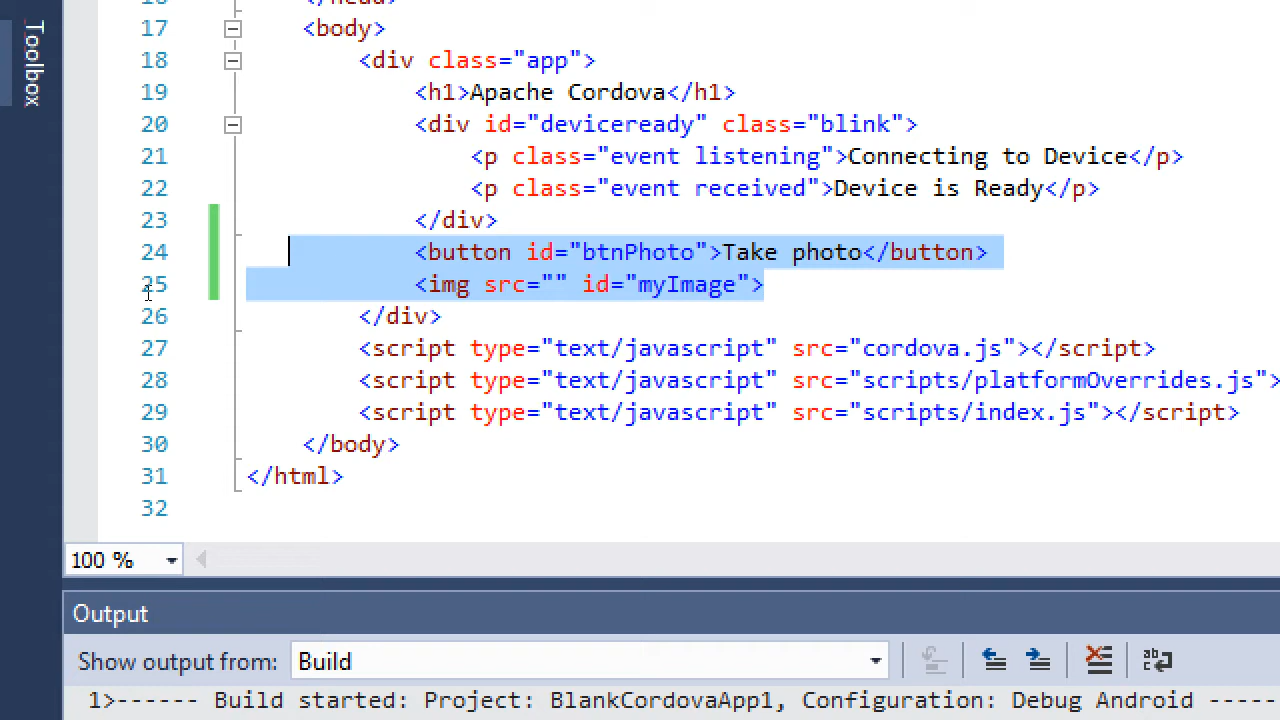 Toolbox
16 </head>
17 <body>
18 <div class="app">
19 <h1>Apache Cordova</h1>
20 <div id="deviceready" class="blink">
21 <p class="event listening">Connecting to Device</p>
22 <p class="event received">Device is Ready</p>
23 </div>
24 <button id="btnPhoto">Take photo</button>
25 <img src="" id="myImage">
26 </div>
27 <script type="text/javascript" src="cordova.js"></script>
28 <script type="text/javascript" src="scripts/platformOverrides.js">
29 <script type="text/javascript" src="scripts/index.js"></script>
30 </body>
31 </html>
32
100 %
Output
Show output from: Build
1>------ Build started: Project: BlankCordovaApp1, Configuration: Debug Android -----